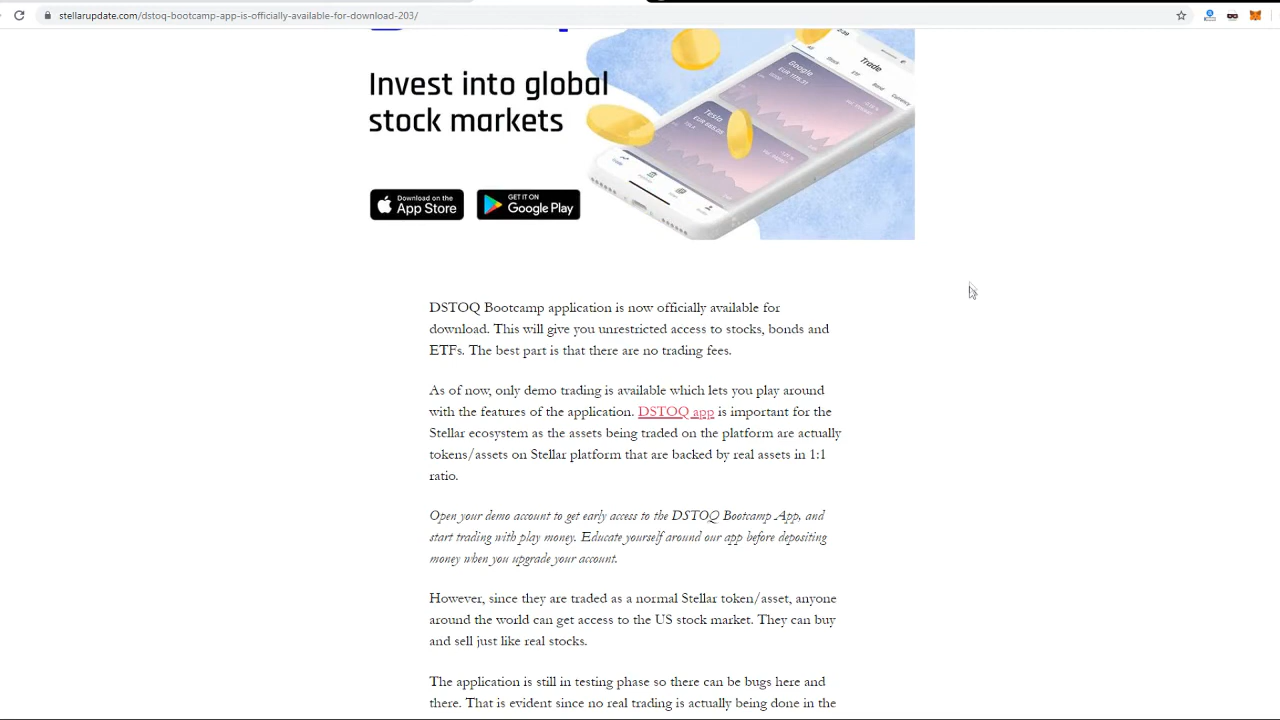 stellarupdate.com/dstoq-bootcamp-app-is-officially-available-for-download-203/
Invest into global
stock markets
Download on the
App Store
GET IT ON
Google Play
Trade
Google
EUR 1115.31
Tesla
DSTOQ Bootcamp application is now officially available for
download. This will give you unrestricted access to stocks, bonds and
ETFs. The best part is that there are no trading fees.
As of now, only demo trading is available which lets you play around
with the features of the application. DSTOQ app is important for the
Stellar ecosystem as the assets being traded on the platform are actually
tokens/assets on Stellar platform that are backed by real assets in 1:1
ratio.
Open your demo account to get early access to the DSTOQ Bootcamp App, and
start trading with play money. Educate yourself around our app before depositing
money when you upgrade your account.
However, since they are traded as a normal Stellar token/asset, anyone
around the world can get access to the US stock market. They can buy
and sell just like real stocks.
The application is still in testing phase so there can be bugs here and
there. That is evident since no real trading is actually being done in the